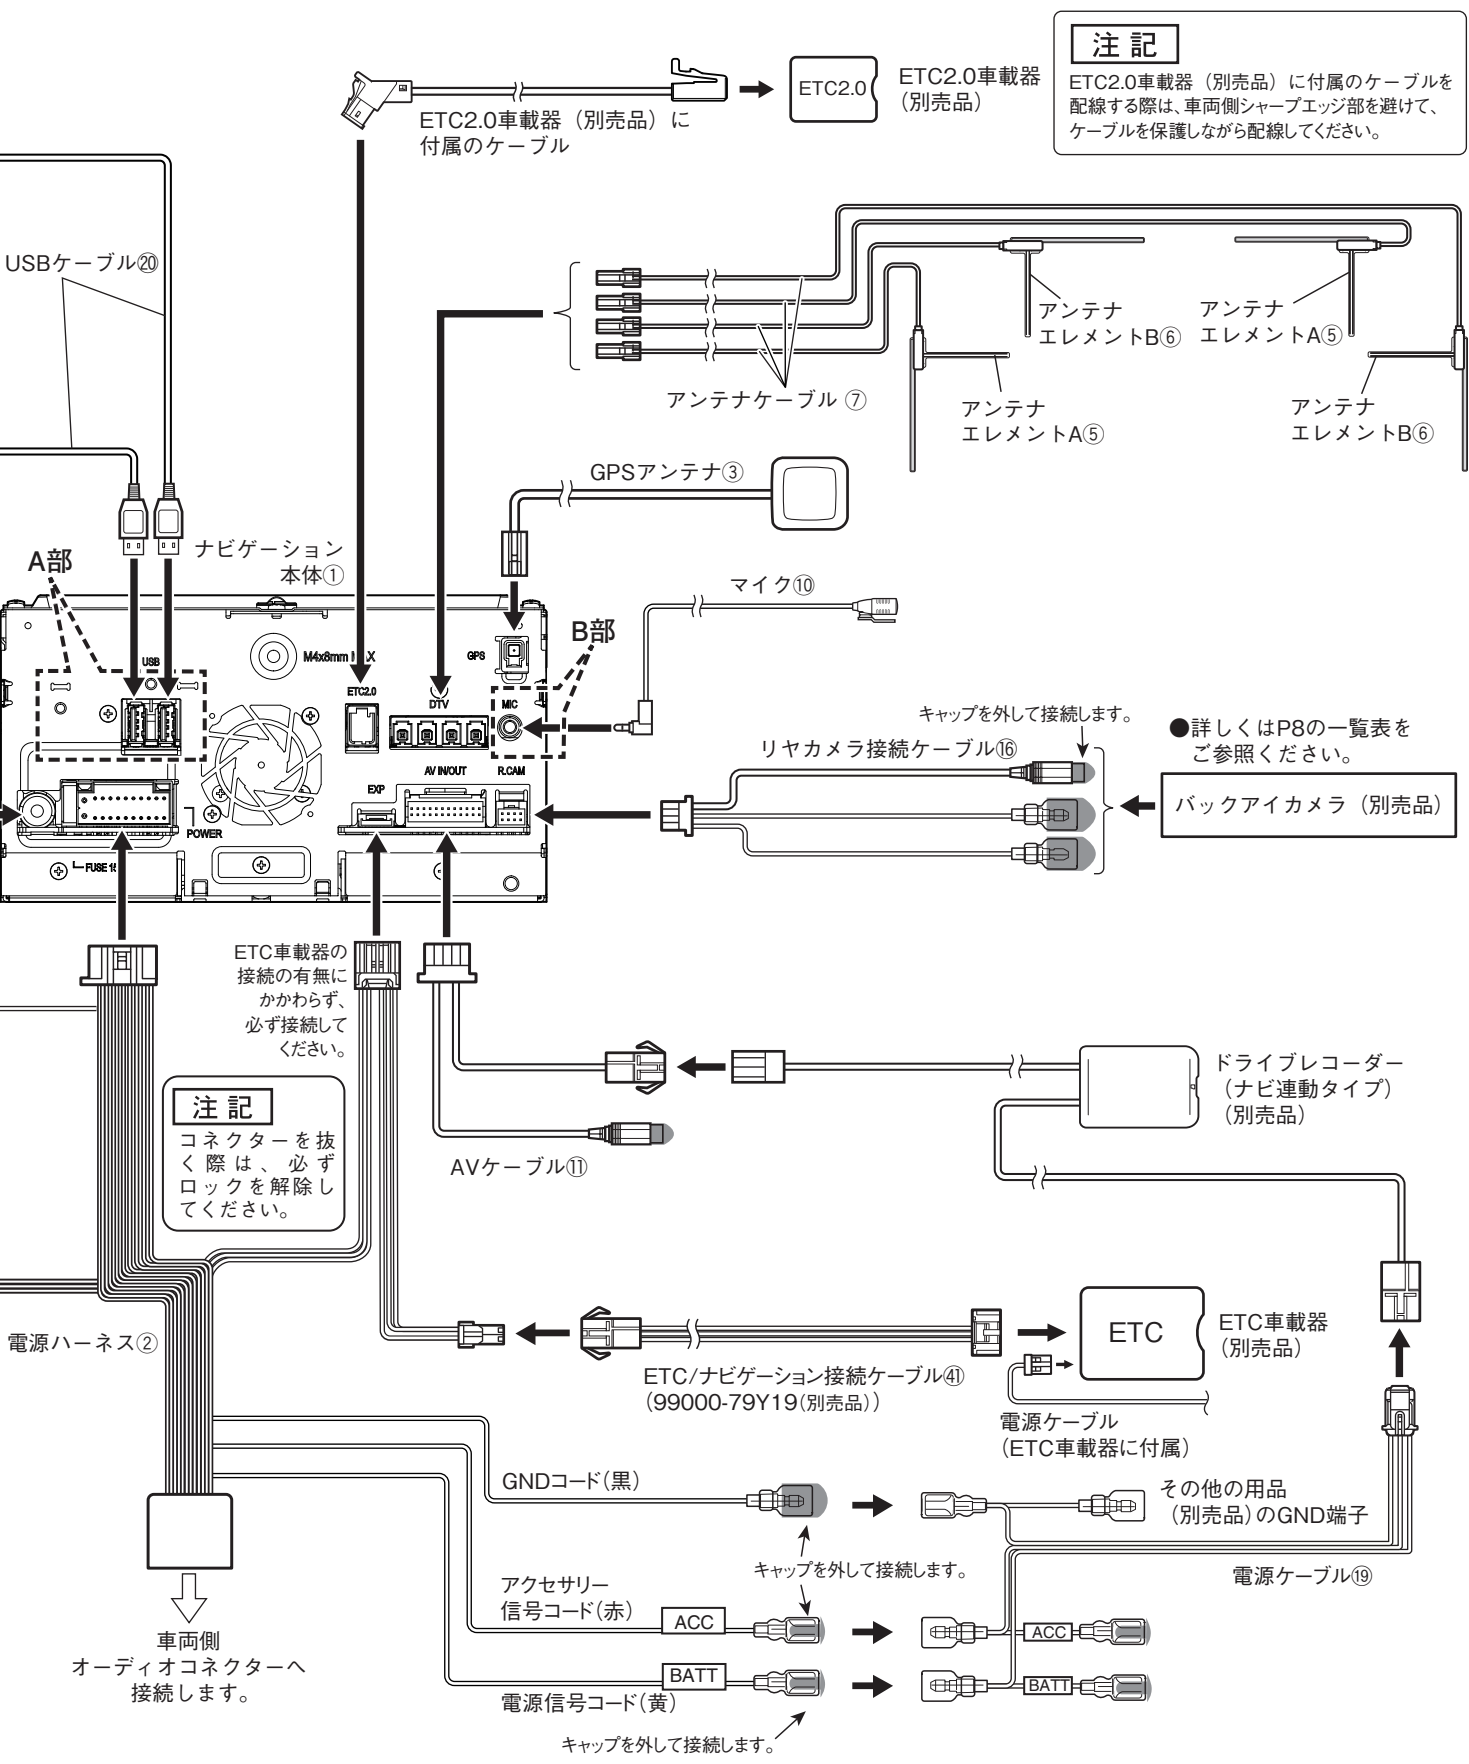 注記
ETC2.0車載器（別売品）に付属のケーブルを
配線する際は、車両側シャープエッジ部を避けて、
ケーブルを保護しながら配線してください。
ETC2.0
ETC2.0車載器
（別売品）
ETC2.0車載器（別売品）に
付属のケーブル
USBケーブル⑳
アンテナ
エレメントB⑥
アンテナ
エレメントA⑤
アンテナケーブル ⑦
アンテナ
エレメントA⑤
アンテナ
エレメントB⑥
GPSアンテナ③
A部
ナビゲーション
本体①
マイク⑩
B部
USB
M4x8mm MAX
GPS
ETC2.0
DTV
MIC
AV IN/OUT
R.CAM
EXP
POWER
FUSE 15
キャップを外して接続します。
リヤカメラ接続ケーブル⑯
●詳しくはP8の一覧表を
ご参照ください。
バックアイカメラ（別売品）
ETC車載器の
接続の有無に
かかわらず、
必ず接続して
ください。
注記
コネクターを抜
く際は、必ず
ロックを解除し
てください。
ドライブレコーダー
（ナビ連動タイプ）
（別売品）
AVケーブル⑪
電源ハーネス②
ETC
ETC車載器
（別売品）
ETC/ナビゲーション接続ケーブル㊶
（99000-79Y19（別売品））
電源ケーブル
（ETC車載器に付属）
GNDコード（黒）
その他の用品
（別売品）のGND端子
キャップを外して接続します。
電源ケーブル⑲
アクセサリー
信号コード（赤）
ACC
ACC
BATT
BATT
電源信号コード（黄）
キャップを外して接続します。
車両側
オーディオコネクターへ
接続します。